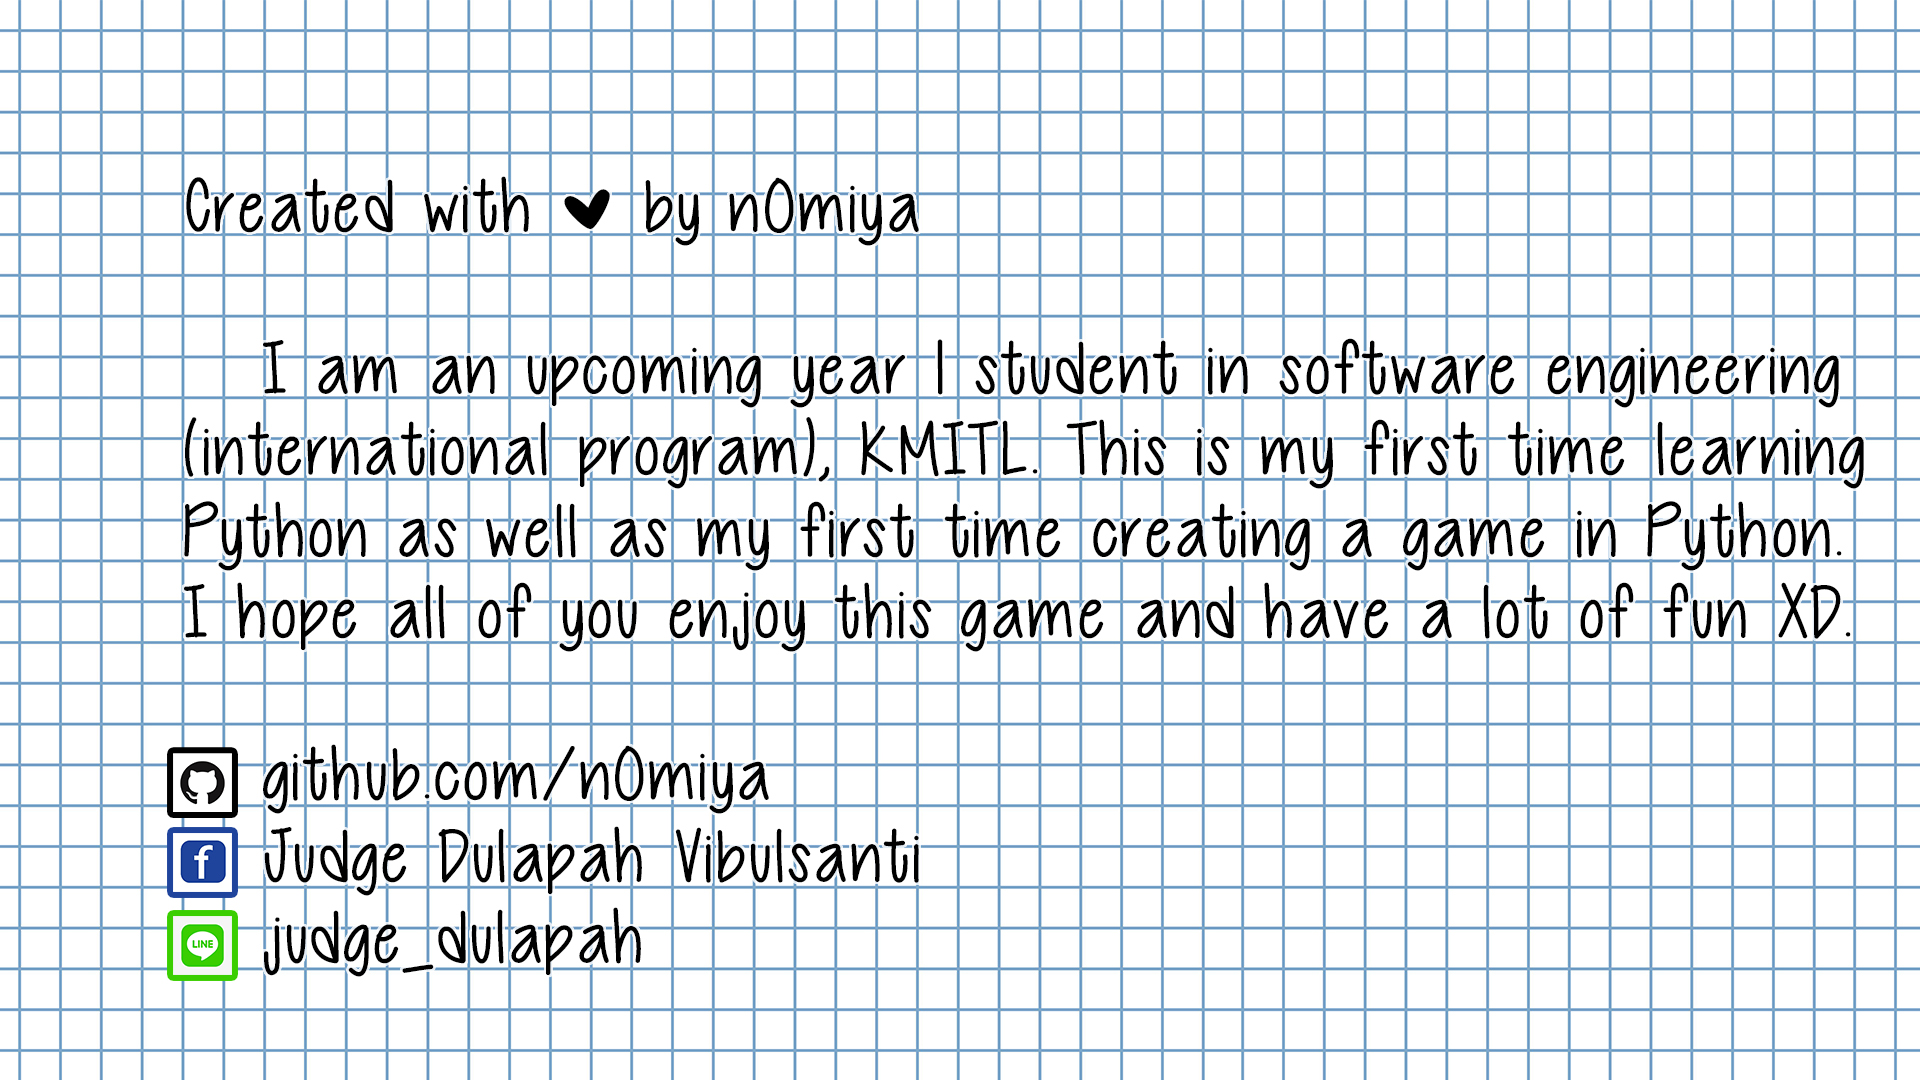 Created with ♥ by n0miya
I am an upcoming year 1 student in software engineering
(international program), KMITL. This is my first time learning
Python as well as my first time creating a game in Python.
I hope all of you enjoy this game and have a lot of fun XD.
github.com/n0miya
f Judge Dulapah Vibulsanti
LINE judge_dulapah